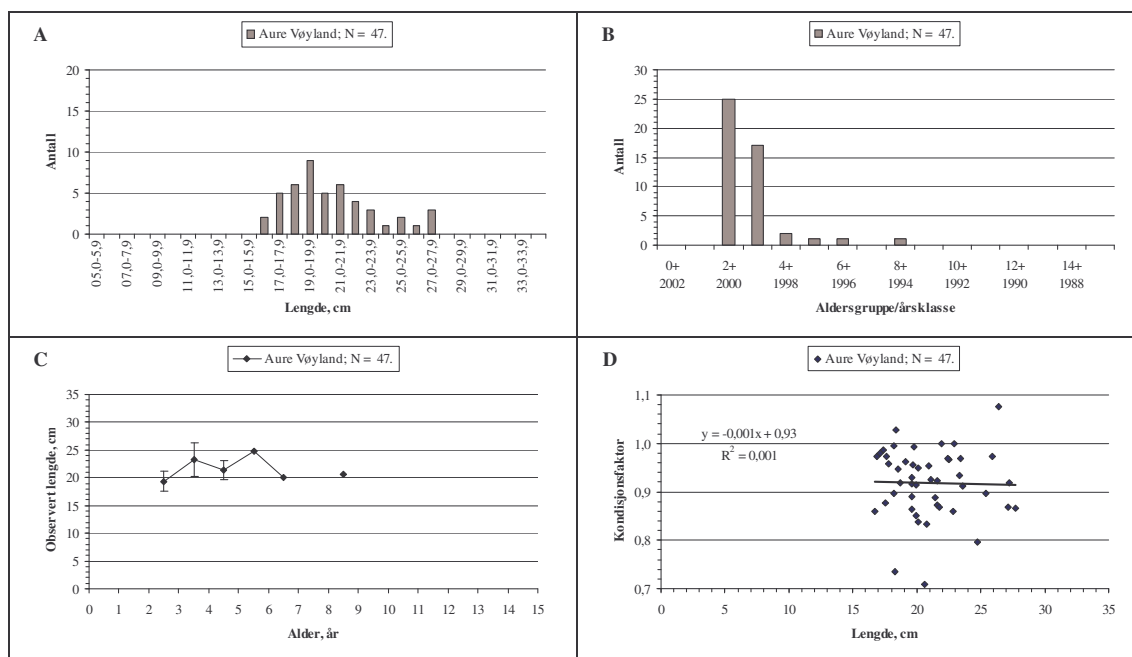 A
Aure Vøyland; N = 47.
Antall
20
15
10
5
0
05,0-5,9
07,0-7,9
09,0-9,9
11,0-11,9
13,0-13,9
15,0-15,9
17,0-17,9
19,0-19,9
21,0-21,9
23,0-23,9
25,0-25,9
27,0-27,9
29,0-29,9
31,0-31,9
33,0-33,9
Lengde, cm
B
Aure Vøyland; N = 47.
Antall
30
25
20
15
10
5
0
0+ 2+ 4+ 6+ 8+ 10+ 12+ 14+
2002 2000 1998 1996 1994 1992 1990 1988
Aldersgruppe/årsklasse
C
Aure Vøyland; N = 47.
Observert lengde, cm
35
30
25
20
15
10
5
0
0 1 2 3 4 5 6 7 8 9 10 11 12 13 14 15
Alder, år
D
Aure Vøyland; N = 47.
Kondisjonsfaktor
1,1
1,0
0,9
0,8
0,7
y = -0,001x + 0,93
R² = 0,001
0 5 10 15 20 25 30 35
Lengde, cm